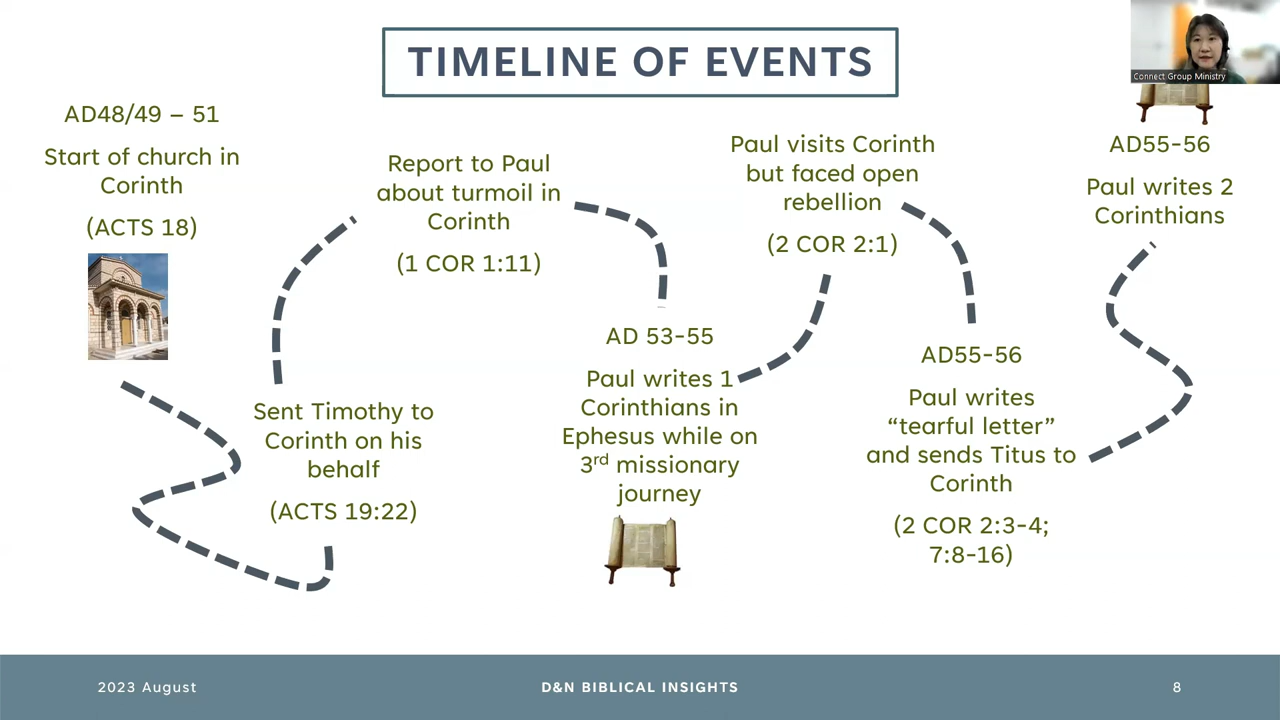 TIMELINE OF EVENTS
Connect Group Ministry
AD48/49 – 51
Start of church in
Corinth
(ACTS 18)
Sent Timothy to
Corinth on his
behalf
(ACTS 19:22)
Report to Paul
about turmoil in
Corinth
(1 COR 1:11)
AD 53-55
Paul writes 1
Corinthians in
Ephesus while on
3rd missionary
journey
Paul visits Corinth
but faced open
rebellion
(2 COR 2:1)
AD55-56
Paul writes
“tearful letter”
and sends Titus to
Corinth
(2 COR 2:3-4;
7:8-16)
AD55-56
Paul writes 2
Corinthians
2023 August
D&N BIBLICAL INSIGHTS
8